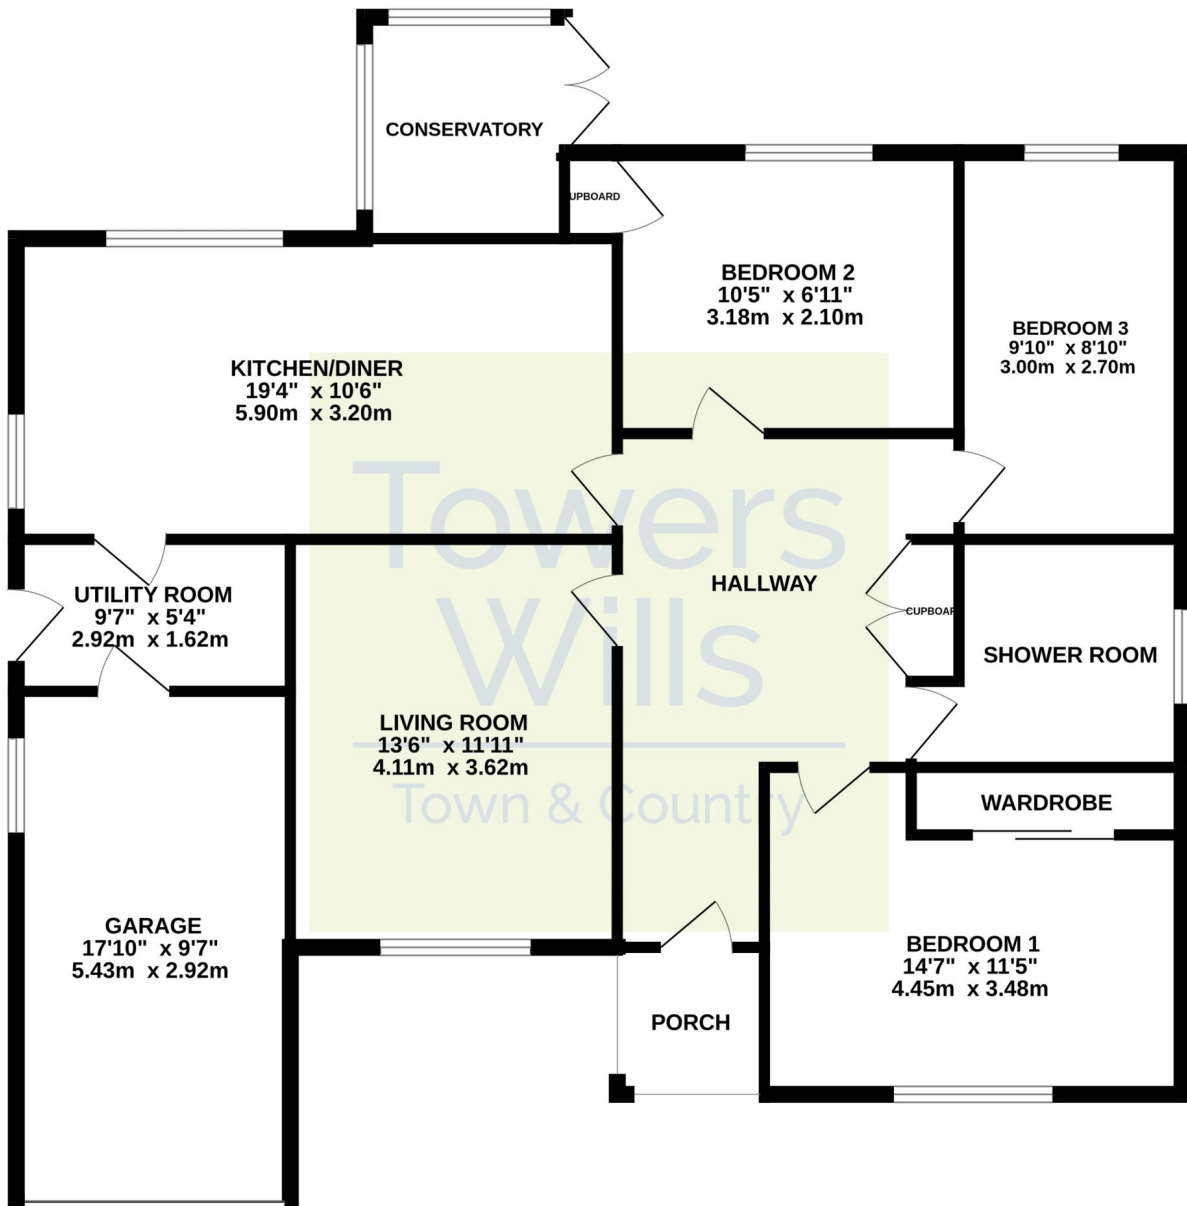 CONSERVATORY
UPBOARD
BEDROOM 2
10'5" x 6'11"
3.18m x 2.10m
BEDROOM 3
9'10" x 8'10"
3.00m x 2.70m
KITCHEN/DINER
19'4" x 10'6"
5.90m x 3.20m
Towers
Wills
Town & Country
HALLWAY
CUPBOAR
UTILITY ROOM
9'7" x 5'4"
2.92m x 1.62m
SHOWER ROOM
LIVING ROOM
13'6" x 11'11"
4.11m x 3.62m
WARDROBE
GARAGE
17'10" x 9'7"
5.43m x 2.92m
BEDROOM 1
14'7" x 11'5"
4.45m x 3.48m
PORCH